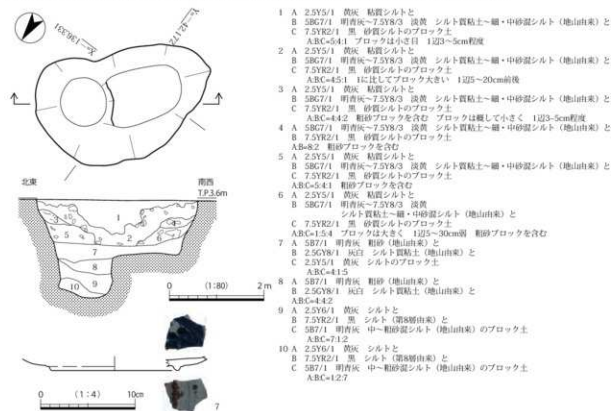 X=-136.331
Y=-42.172
北東
南西
T.P.3.6m
1
3
3
4
5
2
6
7
8
9
10
0 (1:80) 2 m
0 (1:4) 10cm
7
1 A 2.5Y5/1 黄灰 粘質シルトと
B 5BG7/1 明青灰~7.5Y8/3 淡黄 シルト質粘土~細・中砂混シルト(地山由来)と
C 7.5YR2/1 黒 砂質シルトのブロック土
A:B:C=5:4:1 ブロックは小さ目 1辺3~5cm程度
2 A 2.5Y5/1 黄灰 粘質シルトと
B 5BG7/1 明青灰~7.5Y8/3 淡黄 シルト質粘土~細・中砂混シルト(地山由来)と
C 7.5YR2/1 黒 砂質シルトのブロック土
A:B:C=4:5:1 1に比してブロック大きい 1辺5~20cm前後
3 A 2.5Y5/1 黄灰 粘質シルトと
B 5BG7/1 明青灰~7.5Y8/3 淡黄 シルト質粘土~細・中砂混シルト(地山由来)と
C 7.5YR2/1 黒 砂質シルトのブロック土
A:B:C=4:4:2 粗砂ブロックを含む ブロックは概して小さく 1辺3~5cm程度
4 A 5BG7/1 明青灰~7.5Y8/3 淡黄 シルト質粘土~細・中砂混シルト(地山由来)と
B 7.5YR2/1 黒 砂質シルトのブロック土
A:B=8:2 粗砂ブロックを含む
5 A 2.5Y5/1 黄灰 粘質シルトと
B 5BG7/1 明青灰~7.5Y8/3 淡黄 シルト質粘土~細・中砂混シルト(地山由来)と
C 7.5YR2/1 黒 砂質シルトのブロック土
A:B:C=5:4:1 粗砂ブロックを含む
6 A 2.5Y5/1 黄灰 粘質シルトと
B 5BG7/1 明青灰~7.5Y8/3 淡黄
シルト質粘土~細・中砂混シルト(地山由来)と
C 7.5YR2/1 黒 砂質シルトのブロック土
A:B:C=1:5:4 ブロックは大きく 1辺5~30cm弱 粗砂ブロックを含む
7 A 5B7/1 明青灰 粗砂(地山由来)と
B 2.5GY8/1 灰白 シルト質粘土(地山由来)と
C 2.5Y5/1 黄灰 シルトのブロック土
A:B:C=4:1:5
8 A 5B7/1 明青灰 粗砂(地山由来)と
B 2.5GY8/1 灰白 シルト質粘土(地山由来)と
A:B:C=4:4:2
9 A 2.5Y6/1 黄灰 シルトと
B 7.5YR2/1 黒 シルト(第8層由来)と
C 5B7/1 明青灰 中~粗砂混シルト(地山由来)のブロック土
A:B:C=7:1:2
10 A 2.5Y6/1 黄灰 シルトと
B 7.5YR2/1 黒 シルト(第8層由来)と
C 5B7/1 明青灰 中~粗砂混シルト(地山由来)のブロック土
A:B:C=1:2:7